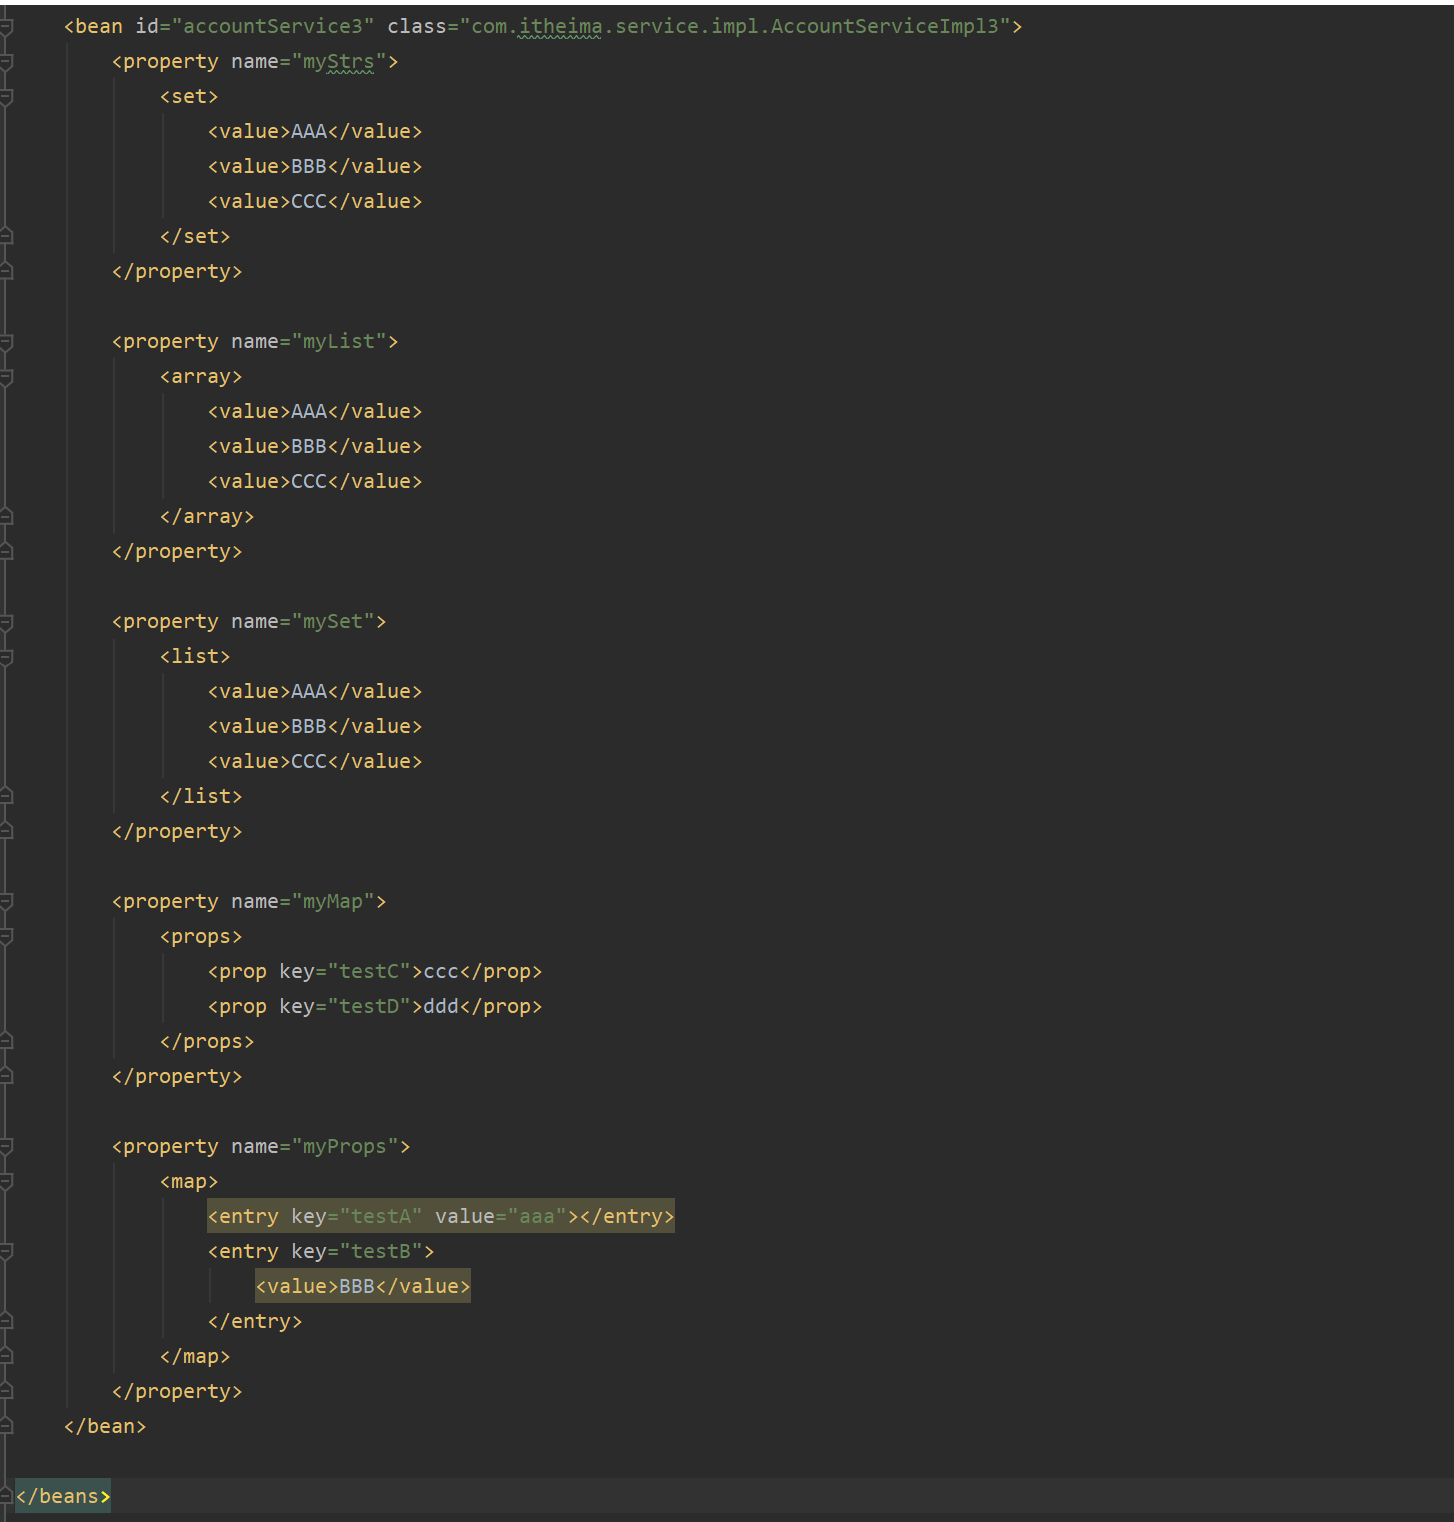 <bean id="accountService3" class="com.itheima.service.impl.AccountServiceImpl3">
<property name="myStrs">
<set>
<value>AAA</value>
<value>BBB</value>
<value>CCC</value>
</set>
</property>
<property name="myList">
<array>
<value>AAA</value>
<value>BBB</value>
<value>CCC</value>
</array>
</property>
<property name="mySet">
<list>
<value>AAA</value>
<value>BBB</value>
<value>CCC</value>
</list>
</property>
<property name="myMap">
<props>
<prop key="testC">ccc</prop>
<prop key="testD">ddd</prop>
</props>
</property>
<property name="myProps">
<map>
<entry key="testA" value="aaa"></entry>
<entry key="testB">
<value>BBB</value>
</entry>
</map>
</property>
</bean>
</beans>